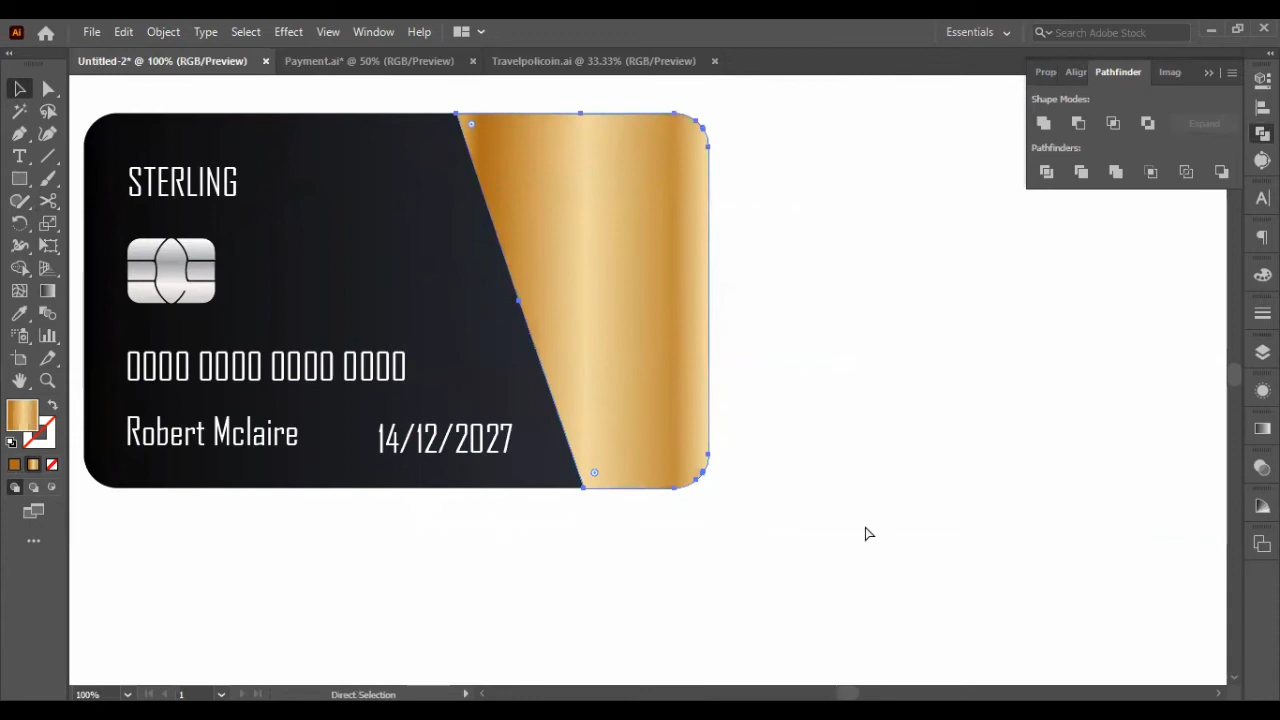 Ai File Edit Object Type Select Effect View Window Help Essentials Search Adobe Stock
Untitled-2* @ 100% (RGB/Preview) × Payment.ai* @ 50% (RGB/Preview) × Travelpolicoin.ai @ 33.33% (RGB/Preview) ×
Prop Aligr Pathfinder Imag
Shape Modes:
Expand
Pathfinders:
STERLING
0000 0000 0000 0000
Robert Mclaire 14/12/2027
100% 1 Direct Selection